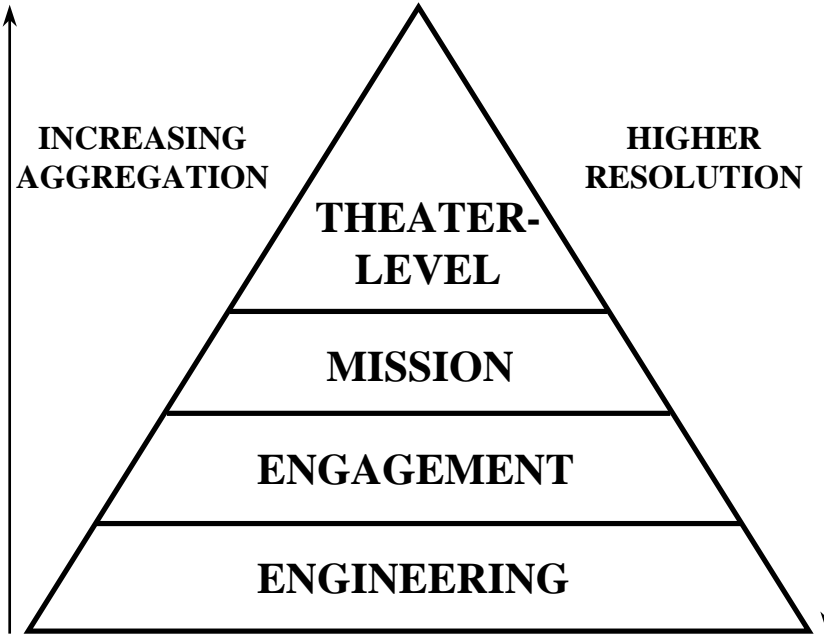 INCREASING
AGGREGATION
HIGHER
RESOLUTION
THEATER-
LEVEL
MISSION
ENGAGEMENT
ENGINEERING